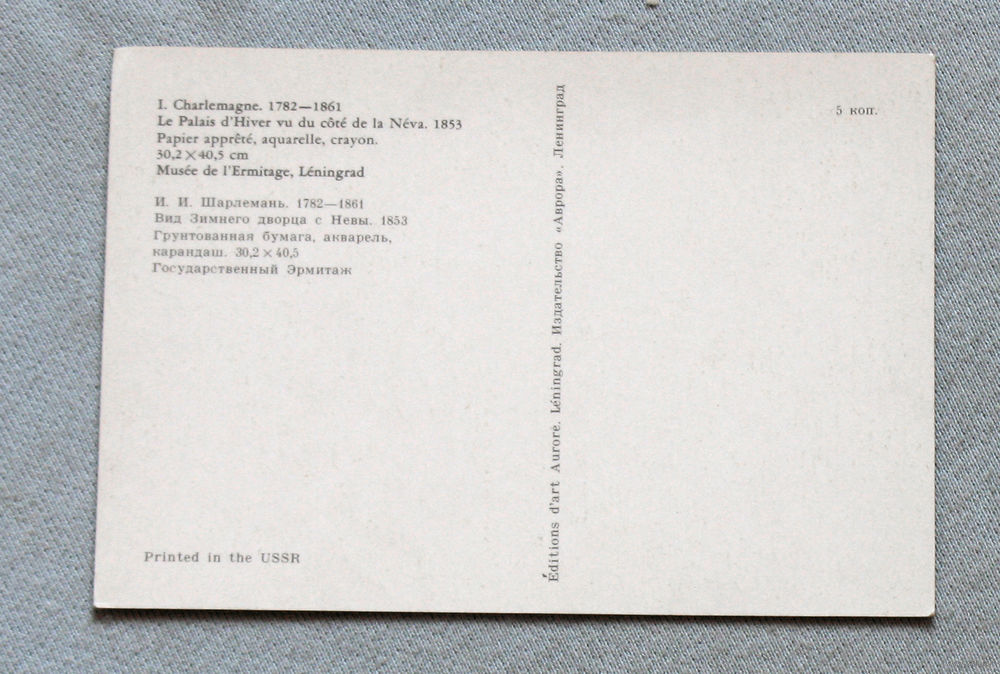 I. Charlemagne. 1782—1861
Le Palais d'Hiver vu du côté de la Néva. 1853
Papier apprêté, aquarelle, crayon.
30,2 × 40,5 cm
Musée de l'Ermitage, Léningrad
И. И. Шарлемань. 1782—1861
Вид Зимнего дворца с Невы. 1853
Грунтованная бумага, акварель,
карандаш. 30,2 × 40,5
Государственный Эрмитаж
Printed in the USSR
Éditions d'art Aurore. Léningrad. Издательство «Аврора». Ленинград
5 коп.